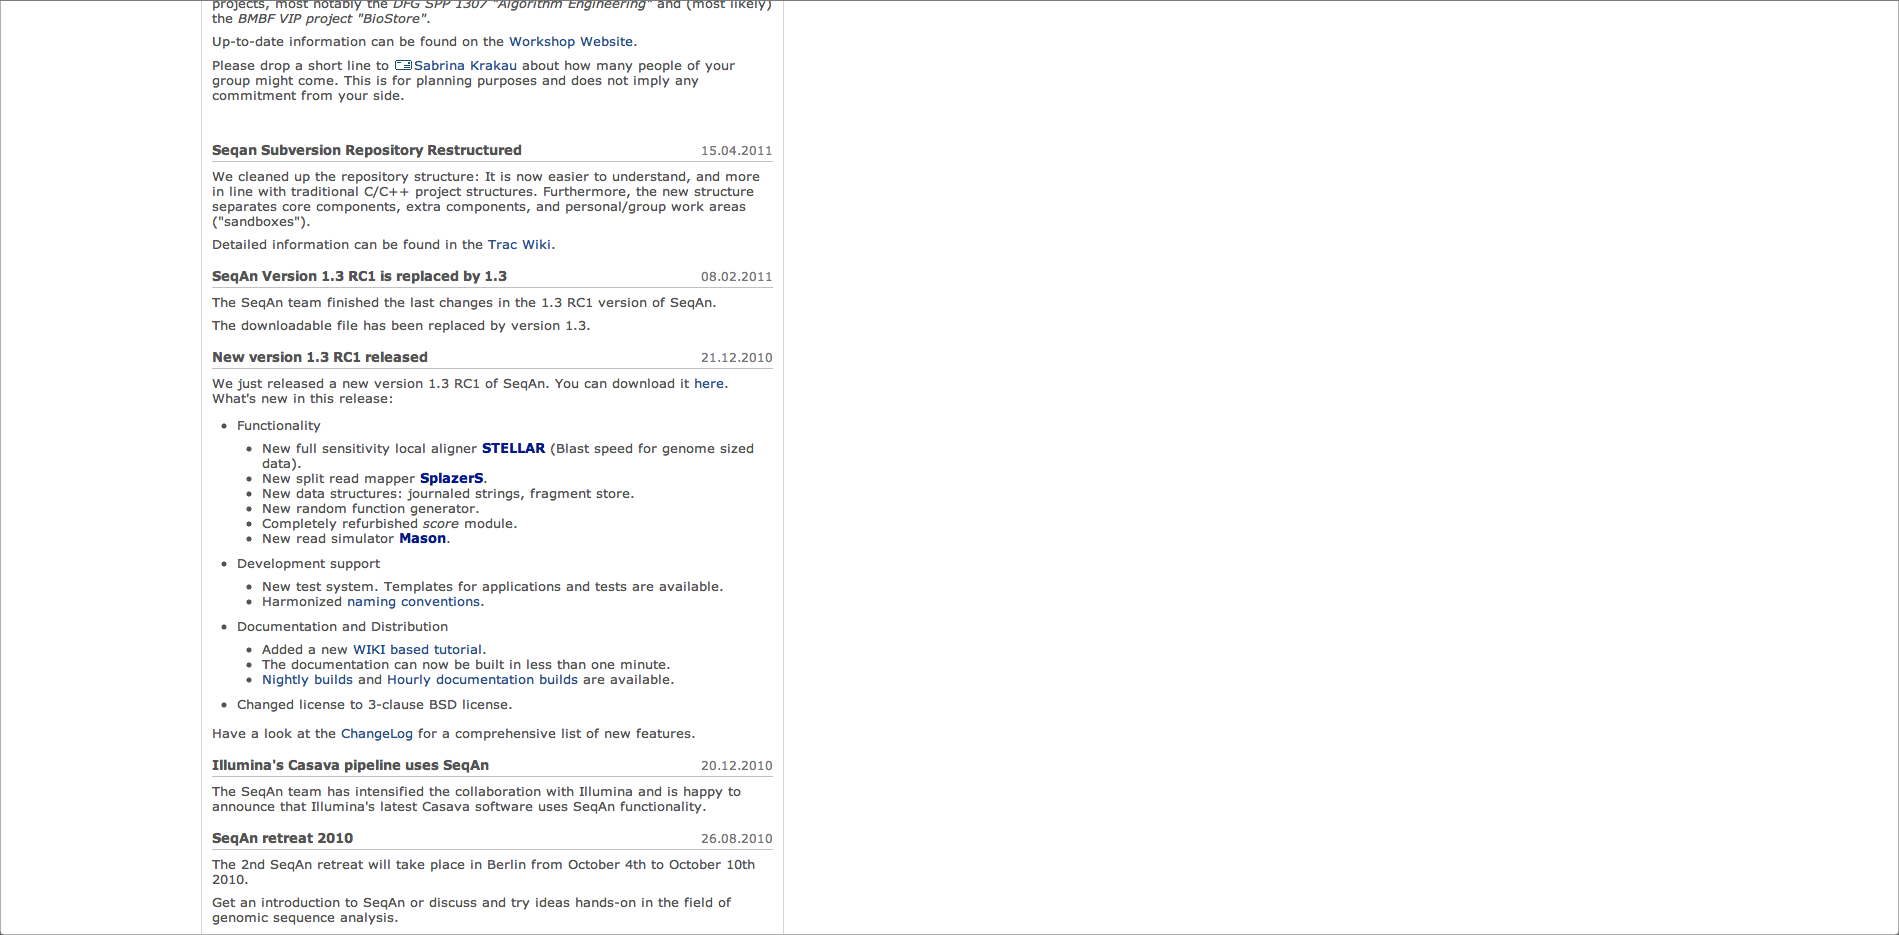 projects, most notably the DFG SPP 1307 "Algorithm Engineering" and (most likely)
the BMBF VIP project "BioStore".
Up-to-date information can be found on the Workshop Website.
Please drop a short line to Sabrina Krakau about how many people of your
group might come. This is for planning purposes and does not imply any
commitment from your side.
Seqan Subversion Repository Restructured 15.04.2011
We cleaned up the repository structure: It is now easier to understand, and more
in line with traditional C/C++ project structures. Furthermore, the new structure
separates core components, extra components, and personal/group work areas
("sandboxes").
Detailed information can be found in the Trac Wiki.
SeqAn Version 1.3 RC1 is replaced by 1.3 08.02.2011
The SeqAn team finished the last changes in the 1.3 RC1 version of SeqAn.
The downloadable file has been replaced by version 1.3.
New version 1.3 RC1 released 21.12.2010
We just released a new version 1.3 RC1 of SeqAn. You can download it here.
What's new in this release:
• Functionality
• New full sensitivity local aligner STELLAR (Blast speed for genome sized
data).
• New split read mapper SplazerS.
• New data structures: journaled strings, fragment store.
• New random function generator.
• Completely refurbished score module.
• New read simulator Mason.
• Development support
• New test system. Templates for applications and tests are available.
• Harmonized naming conventions.
• Documentation and Distribution
• Added a new WIKI based tutorial.
• The documentation can now be built in less than one minute.
• Nightly builds and Hourly documentation builds are available.
• Changed license to 3-clause BSD license.
Have a look at the ChangeLog for a comprehensive list of new features.
Illumina's Casava pipeline uses SeqAn 20.12.2010
The SeqAn team has intensified the collaboration with Illumina and is happy to
announce that Illumina's latest Casava software uses SeqAn functionality.
SeqAn retreat 2010 26.08.2010
The 2nd SeqAn retreat will take place in Berlin from October 4th to October 10th
2010.
Get an introduction to SeqAn or discuss and try ideas hands-on in the field of
genomic sequence analysis.